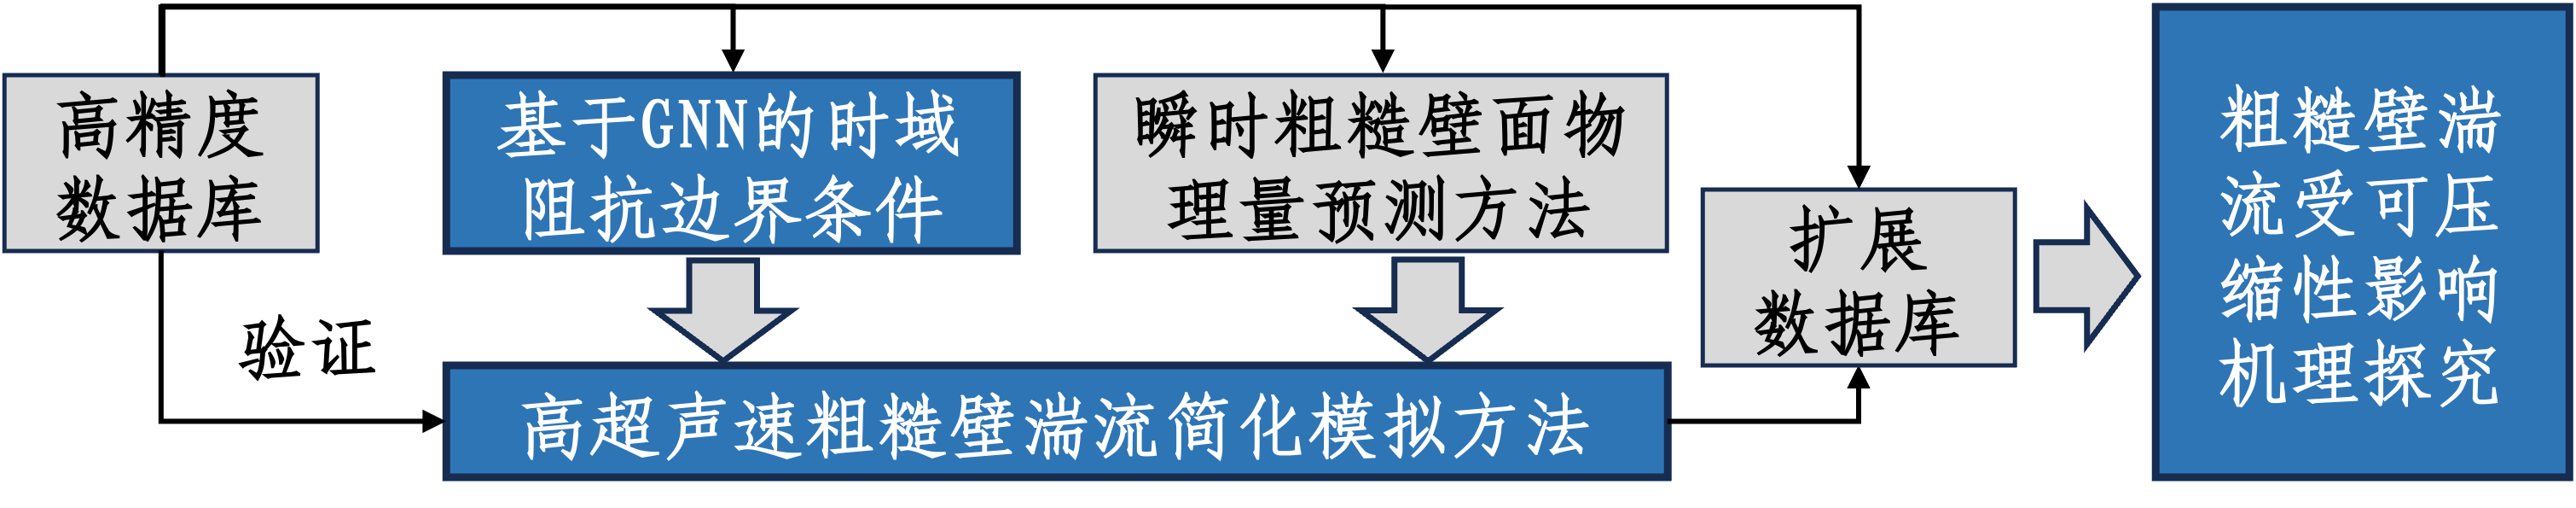 高精度
数据库
基于GNN的时域
阻抗边界条件
瞬时粗糙壁面物
理量预测方法
扩展
数据库
验证
高超声速粗糙壁湍流简化模拟方法
粗糙壁湍
流受可压
缩性影响
机理探究